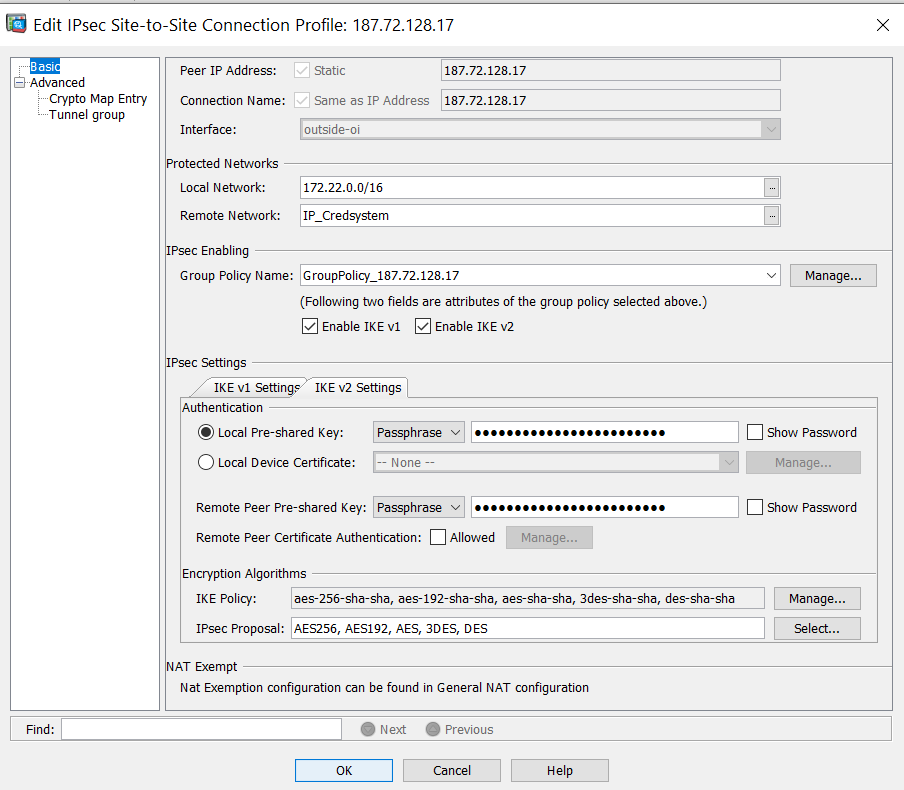 Edit IPsec Site-to-Site Connection Profile: 187.72.128.17
Basic
Advanced
Crypto Map Entry
Tunnel group
Peer IP Address: Static 187.72.128.17
Connection Name: Same as IP Address 187.72.128.17
Interface: outside-oi
Protected Networks
Local Network: 172.22.0.0/16 ...
Remote Network: IP_Credsystem ...
IPsec Enabling
Group Policy Name: GroupPolicy_187.72.128.17 Manage...
(Following two fields are attributes of the group policy selected above.)
Enable IKE v1 Enable IKE v2
IPsec Settings
IKE v1 Settings IKE v2 Settings
Authentication
Local Pre-shared Key: Passphrase ●●●●●●●●●●●●●●●●●●●●●●●● Show Password
Local Device Certificate: -- None -- Manage...
Remote Peer Pre-shared Key: Passphrase ●●●●●●●●●●●●●●●●●●●●●●●● Show Password
Remote Peer Certificate Authentication: Allowed Manage...
Encryption Algorithms
IKE Policy: aes-256-sha-sha, aes-192-sha-sha, aes-sha-sha, 3des-sha-sha, des-sha-sha Manage...
IPsec Proposal: AES256, AES192, AES, 3DES, DES Select...
NAT Exempt
Nat Exemption configuration can be found in General NAT configuration
Find: Next Previous
OK Cancel Help